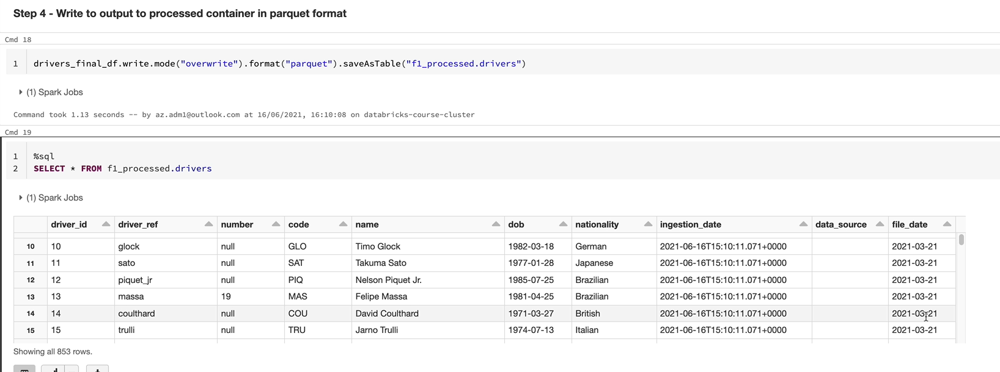 Step 4 - Write to output to processed container in parquet format
Cmd 18
1 drivers_final_df.write.mode("overwrite").format("parquet").saveAsTable("f1_processed.drivers")
(1) Spark Jobs
Command took 1.13 seconds -- by az.adm1@outlook.com at 16/06/2021, 16:10:08 on databricks-course-cluster
Cmd 19
1 %sql
2 SELECT * FROM f1_processed.drivers
(1) Spark Jobs
driver_id driver_ref number code name dob nationality ingestion_date data_source file_date
10 10 glock null GLO Timo Glock 1982-03-18 German 2021-06-16T15:10:11.071+0000 2021-03-21
11 11 sato null SAT Takuma Sato 1977-01-28 Japanese 2021-06-16T15:10:11.071+0000 2021-03-21
12 12 piquet_jr null PIQ Nelson Piquet Jr. 1985-07-25 Brazilian 2021-06-16T15:10:11.071+0000 2021-03-21
13 13 massa 19 MAS Felipe Massa 1981-04-25 Brazilian 2021-06-16T15:10:11.071+0000 2021-03-21
14 14 coulthard null COU David Coulthard 1971-03-27 British 2021-06-16T15:10:11.071+0000 2021-03-21
15 15 trulli null TRU Jarno Trulli 1974-07-13 Italian 2021-06-16T15:10:11.071+0000 2021-03-21
Showing all 853 rows.